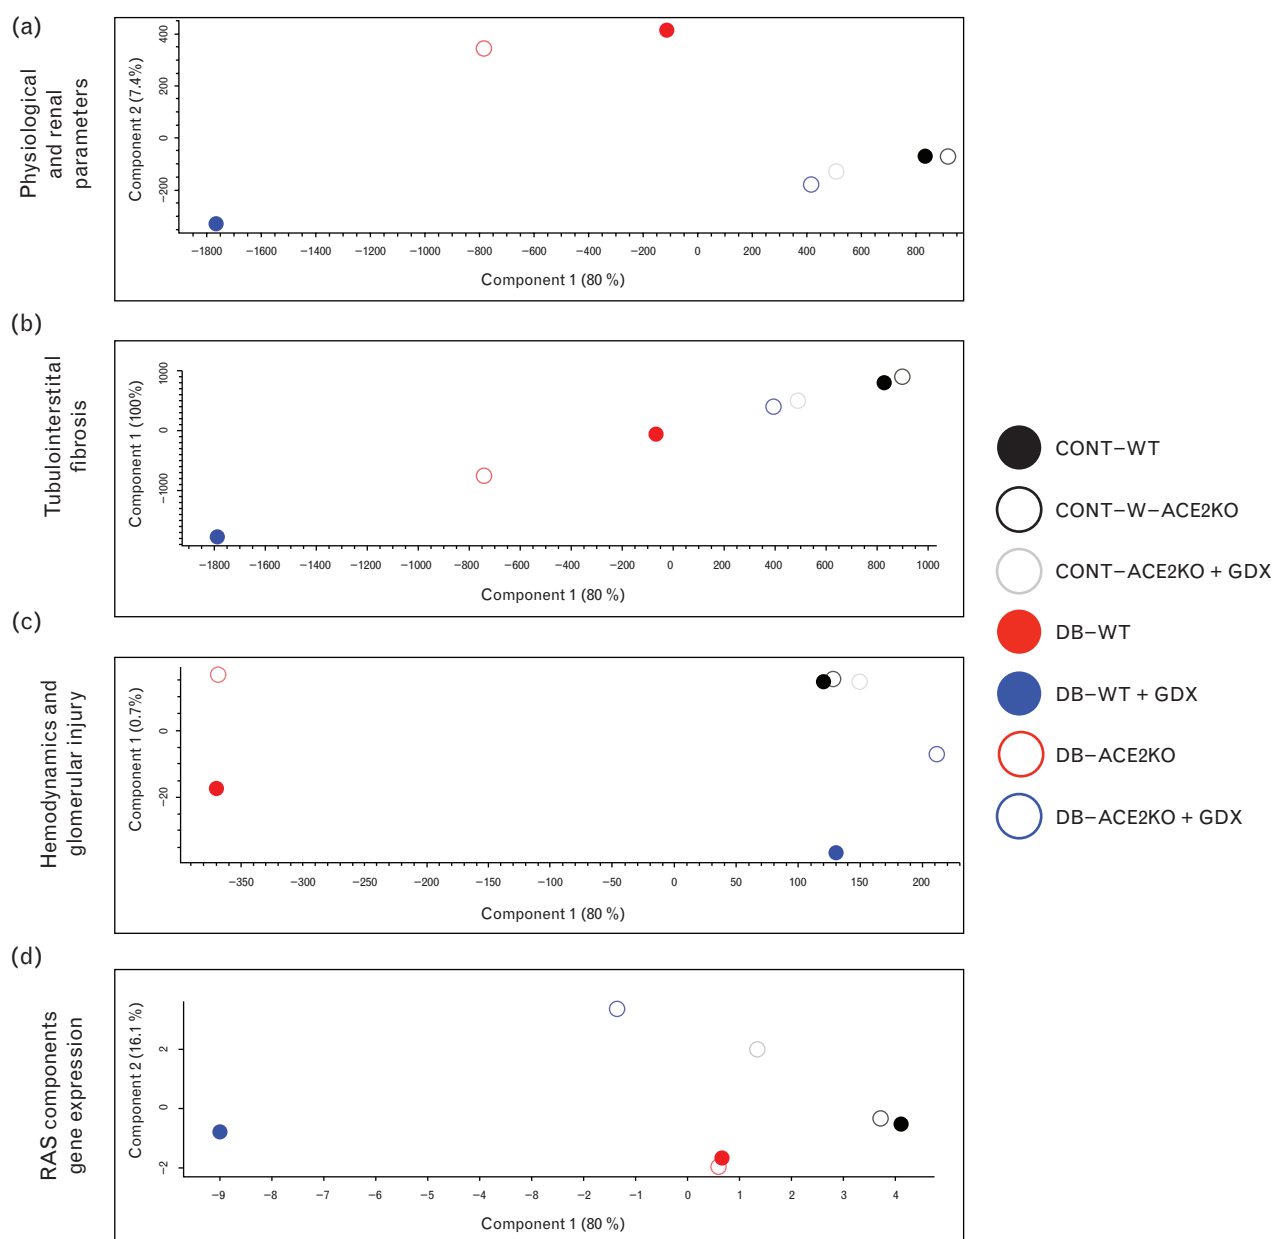 (a)
Physiological
and renal
parameters
Component 2 (7.4%)
400
200
0
−200
−1800 −1600 −1400 −1200 −1000 −800 −600 −400 −200 0 200 400 600 800
Component 1 (80 %)
(b)
Tubulointerstital
fibrosis
Component 1 (100%)
1000
0
−1000
−1800 −1600 −1400 −1200 −1000 −800 −600 −400 −200 0 200 400 600 800 1000
Component 1 (80 %)
(c)
Hemodynamics and
glomerular injury
Component 1 (0.7%)
0
−20
−350 −300 −250 −200 −150 −100 −50 0 50 100 150 200
Component 1 (80 %)
(d)
RAS components
gene expression
Component 2 (16.1 %)
2
0
−2
−9 −8 −7 −6 −5 −4 −8 −2 −1 0 1 2 3 4
Component 1 (80 %)
CONT−WT
CONT−W−ACE2KO
CONT−ACE2KO + GDX
DB−WT
DB−WT + GDX
DB−ACE2KO
DB−ACE2KO + GDX